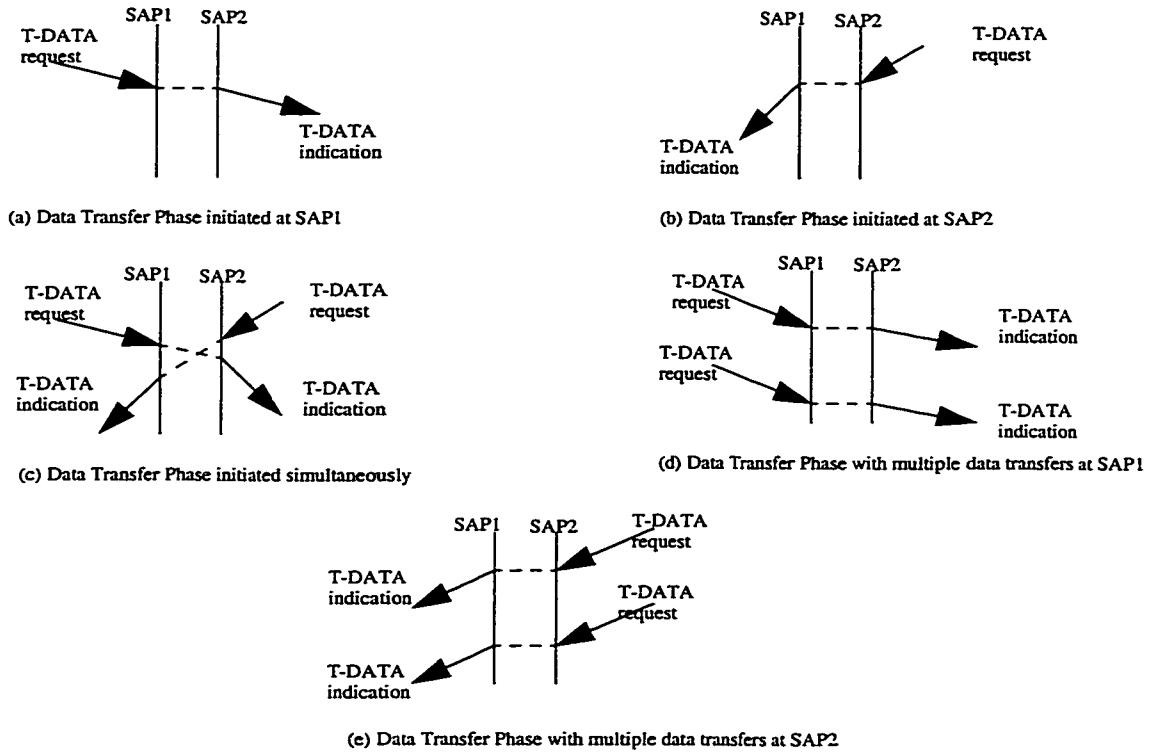 SAP1 SAP2
T-DATA
request
T-DATA
indication
(a) Data Transfer Phase initiated at SAP1
SAP1 SAP2
T-DATA
request
T-DATA
indication
(b) Data Transfer Phase initiated at SAP2
SAP1 SAP2
T-DATA
request
T-DATA
request
T-DATA
indication
T-DATA
indication
(c) Data Transfer Phase initiated simultaneously
SAP1 SAP2
T-DATA
request
T-DATA
indication
T-DATA
request
T-DATA
indication
(d) Data Transfer Phase with multiple data transfers at SAP1
SAP1 SAP2
T-DATA
request
T-DATA
indication
T-DATA
request
T-DATA
indication
(e) Data Transfer Phase with multiple data transfers at SAP2